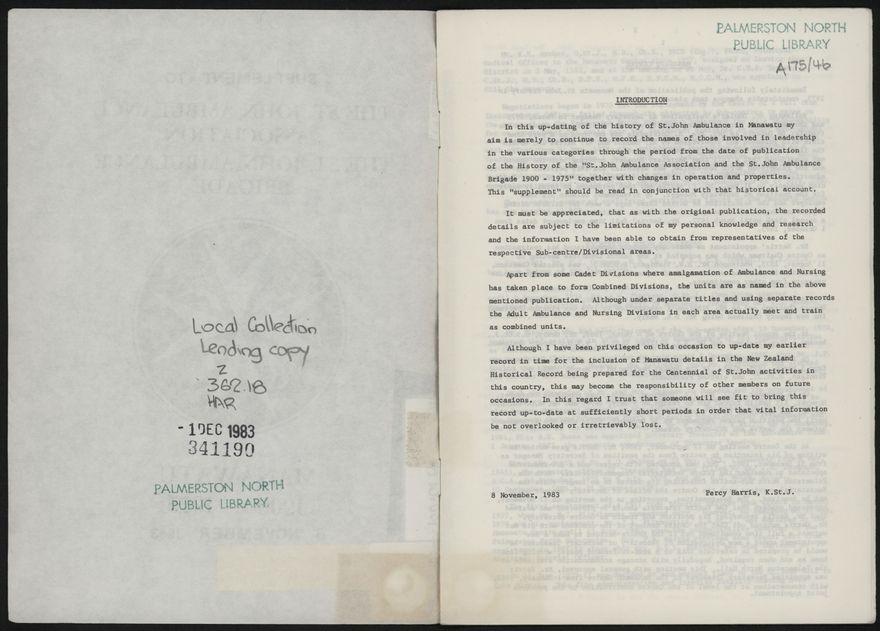 Local Collection
Lending copy
Z
362.18
HAR
- 1 DEC 1983
341190
PALMERSTON NORTH
PUBLIC LIBRARY
PALMERSTON NORTH
PUBLIC LIBRARY
A175/46
INTRODUCTION
In this up-dating of the history of St.John Ambulance in Manawatu my
aim is merely to continue to record the names of those involved in leadership
in the various categories through the period from the date of publication
of the History of the "St.John Ambulance Association and the St.John Ambulance
Brigade 1900 - 1975" together with changes in operation and properties.
This "supplement" should be read in conjunction with that historical account.
It must be appreciated, that as with the original publication, the recorded
details are subject to the limitations of my personal knowledge and research
and the information I have been able to obtain from representatives of the
respective Sub-centre/Divisional areas.
Apart from some Cadet Divisions where amalgamation of Ambulance and Nursing
has taken place to form Combined Divisions, the units are as named in the above
mentioned publication. Although under separate titles and using separate records
the Adult Ambulance and Nursing Divisions in each area actually meet and train
as combined units.
Although I have been privileged on this occasion to up-date my earlier
record in time for the inclusion of Manawatu details in the New Zealand
Historical Record being prepared for the Centennial of St.John activities in
this country, this may become the responsibility of other members on future
occasions. In this regard I trust that someone will see fit to bring this
record up-to-date at sufficiently short periods in order that vital information
be not overlooked or irretrievably lost.
8 November, 1983 Percy Harris, K.St.J.